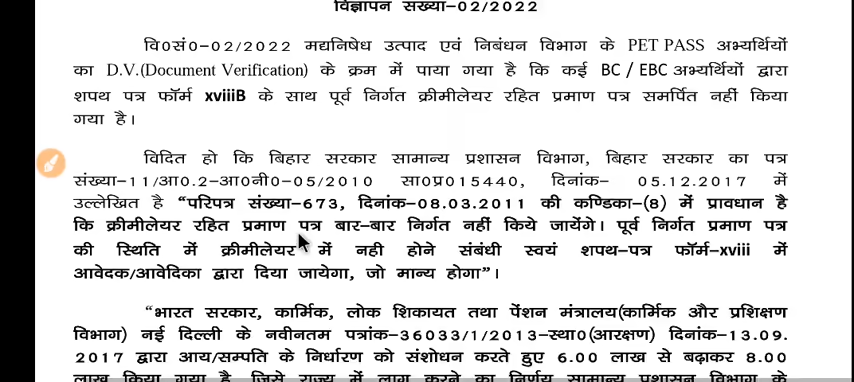 विज्ञापन संख्या–02/2022
वि0सं0–02/2022 मद्यनिषेध उत्पाद एवं निबंधन विभाग के PET PASS अभ्यर्थियों
का D.V.(Document Verification) के क्रम में पाया गया है कि कई BC / EBC अभ्यर्थियों द्वारा
शपथ पत्र फॉर्म xviiiB के साथ पूर्व निर्गत क्रीमीलेयर रहित प्रमाण पत्र समर्पित नहीं किया
गया है।
विदित हो कि बिहार सरकार सामान्य प्रशासन विभाग, बिहार सरकार का पत्र
संख्या–11/आ0.2–आ0नी0–05/2010 सा0प्र015440, दिनांक– 05.12.2017 में
उल्लेखित है “परिपत्र संख्या–673, दिनांक–08.03.2011 की कण्डिका–(8) में प्रावधान है
कि क्रीमीलेयर रहित प्रमाण पत्र बार–बार निर्गत नहीं किये जायेंगे। पूर्व निर्गत प्रमाण पत्र
की स्थिति में क्रीमीलेयर में नही होने संबंधी स्वयं शपथ–पत्र फॉर्म–xviii में
आवेदक/आवेदिका द्वारा दिया जायेगा, जो मान्य होगा”।
“भारत सरकार, कार्मिक, लोक शिकायत तथा पेंशन मंत्रालय(कार्मिक और प्रशिक्षण
विभाग) नई दिल्ली के नवीनतम पत्रांक–36033/1/2013–स्था0(आरक्षण) दिनांक–13.09.
2017 द्वारा आय/सम्पति के निर्धारण को संशोधन करते हुए 6.00 लाख से बढ़ाकर 8.00
लाख किया गया है, जिसे राज्य में लागू करने का निर्णय सामान्य प्रशासन विभाग के